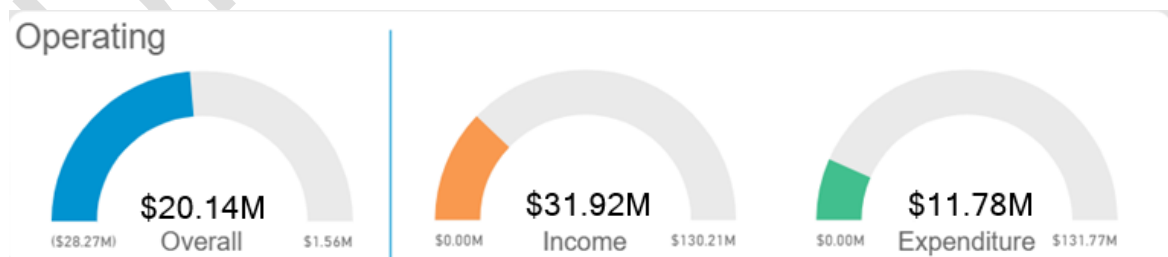 Operating
$20.14M
($28.27M) Overall $1.56M
$31.92M
$0.00M Income $130.21M
$11.78M
$0.00M Expenditure $131.77M